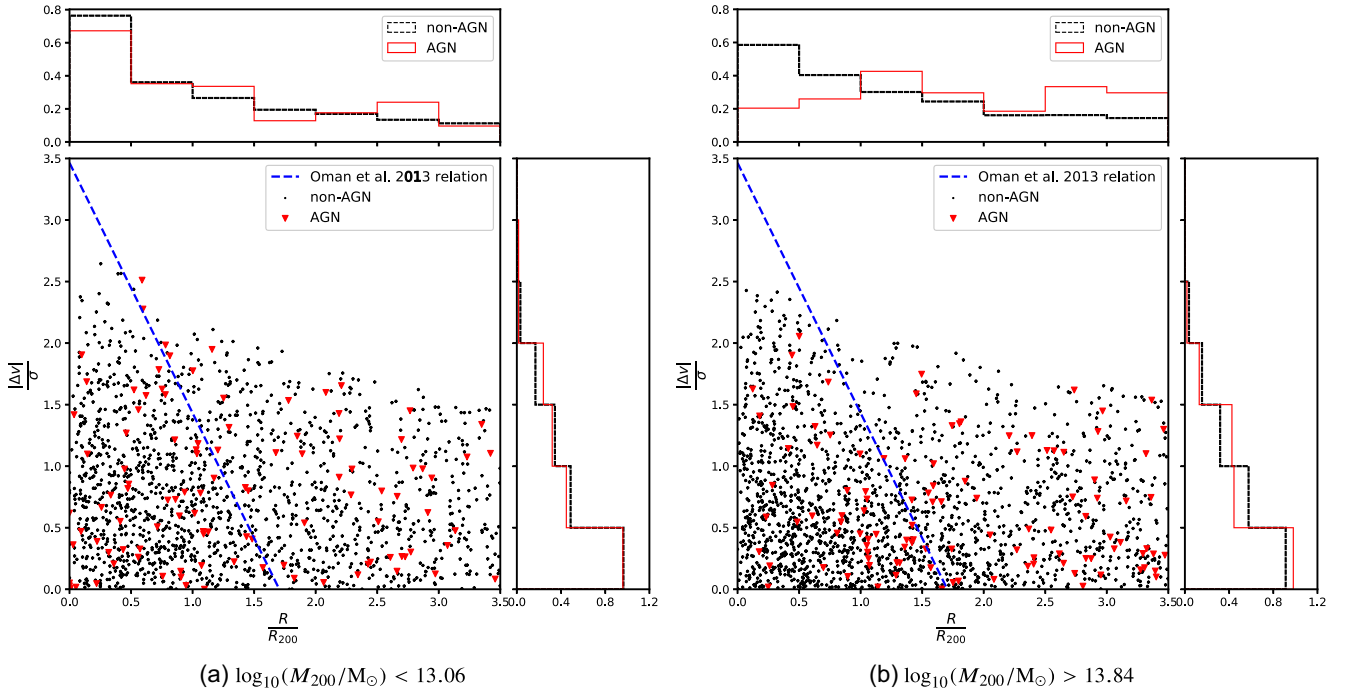 0.8
0.6
0.4
0.2
0.0
non-AGN
AGN
3.5
3.0
2.5
2.0
1.5
1.0
0.5
0.0
|Δv|
σ
Oman et al. 2013 relation
non-AGN
AGN
0.0 0.5 1.0 1.5 2.0 2.5 3.0 3.5
R
R200
0.0 0.4 0.8 1.2
(a) log10(M200/M⊙) < 13.06
0.8
0.6
0.4
0.2
0.0
non-AGN
AGN
3.5
3.0
2.5
2.0
1.5
1.0
0.5
0.0
|Δv|
σ
Oman et al. 2013 relation
non-AGN
AGN
0.0 0.5 1.0 1.5 2.0 2.5 3.0 3.5
R
R200
0.0 0.4 0.8 1.2
(b) log10(M200/M⊙) > 13.84